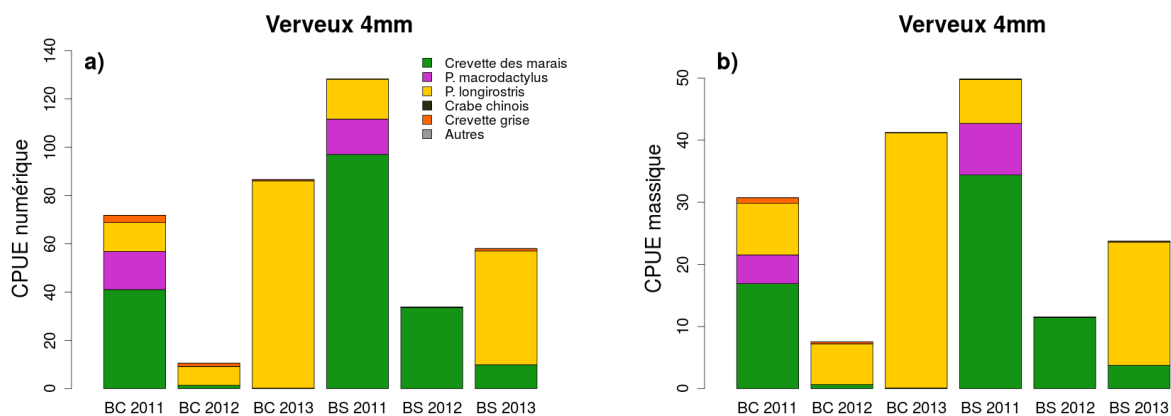 Verveux 4mm
a)
CPUE numérique
140
120
100
80
60
40
20
0
Crevette des marais
P. macrodactylus
P. longirostris
Crabe chinois
Crevette grise
Autres
BC 2011 BC 2012 BC 2013 BS 2011 BS 2012 BS 2013
Verveux 4mm
b)
CPUE massique
50
40
30
20
10
0
BC 2011 BC 2012 BC 2013 BS 2011 BS 2012 BS 2013